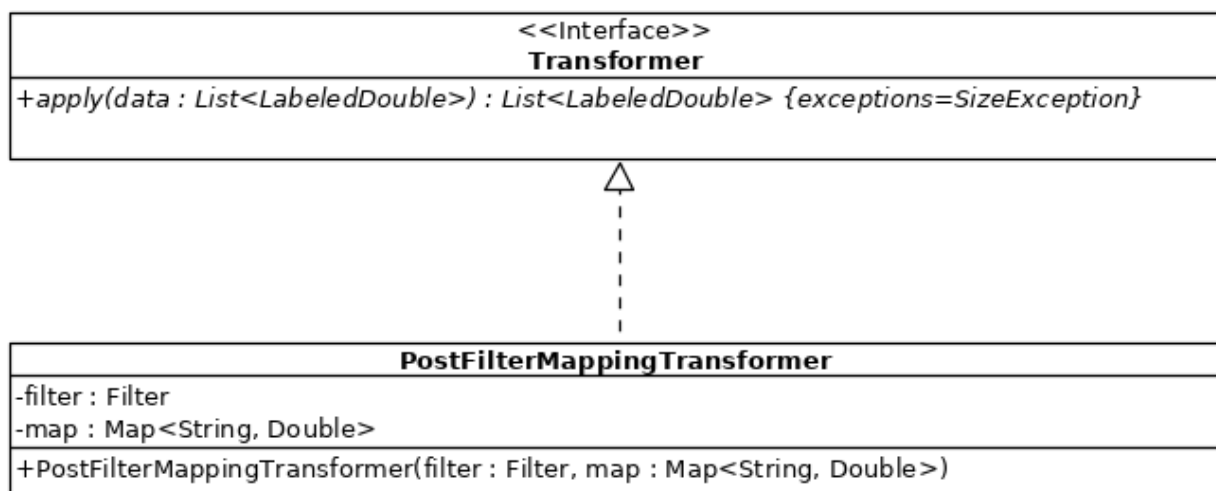 <<Interface>>
Transformer
+apply(data : List<LabeledDouble>) : List<LabeledDouble> {exceptions=SizeException}
PostFilterMappingTransformer
-filter : Filter
-map : Map<String, Double>
+PostFilterMappingTransformer(filter : Filter, map : Map<String, Double>)